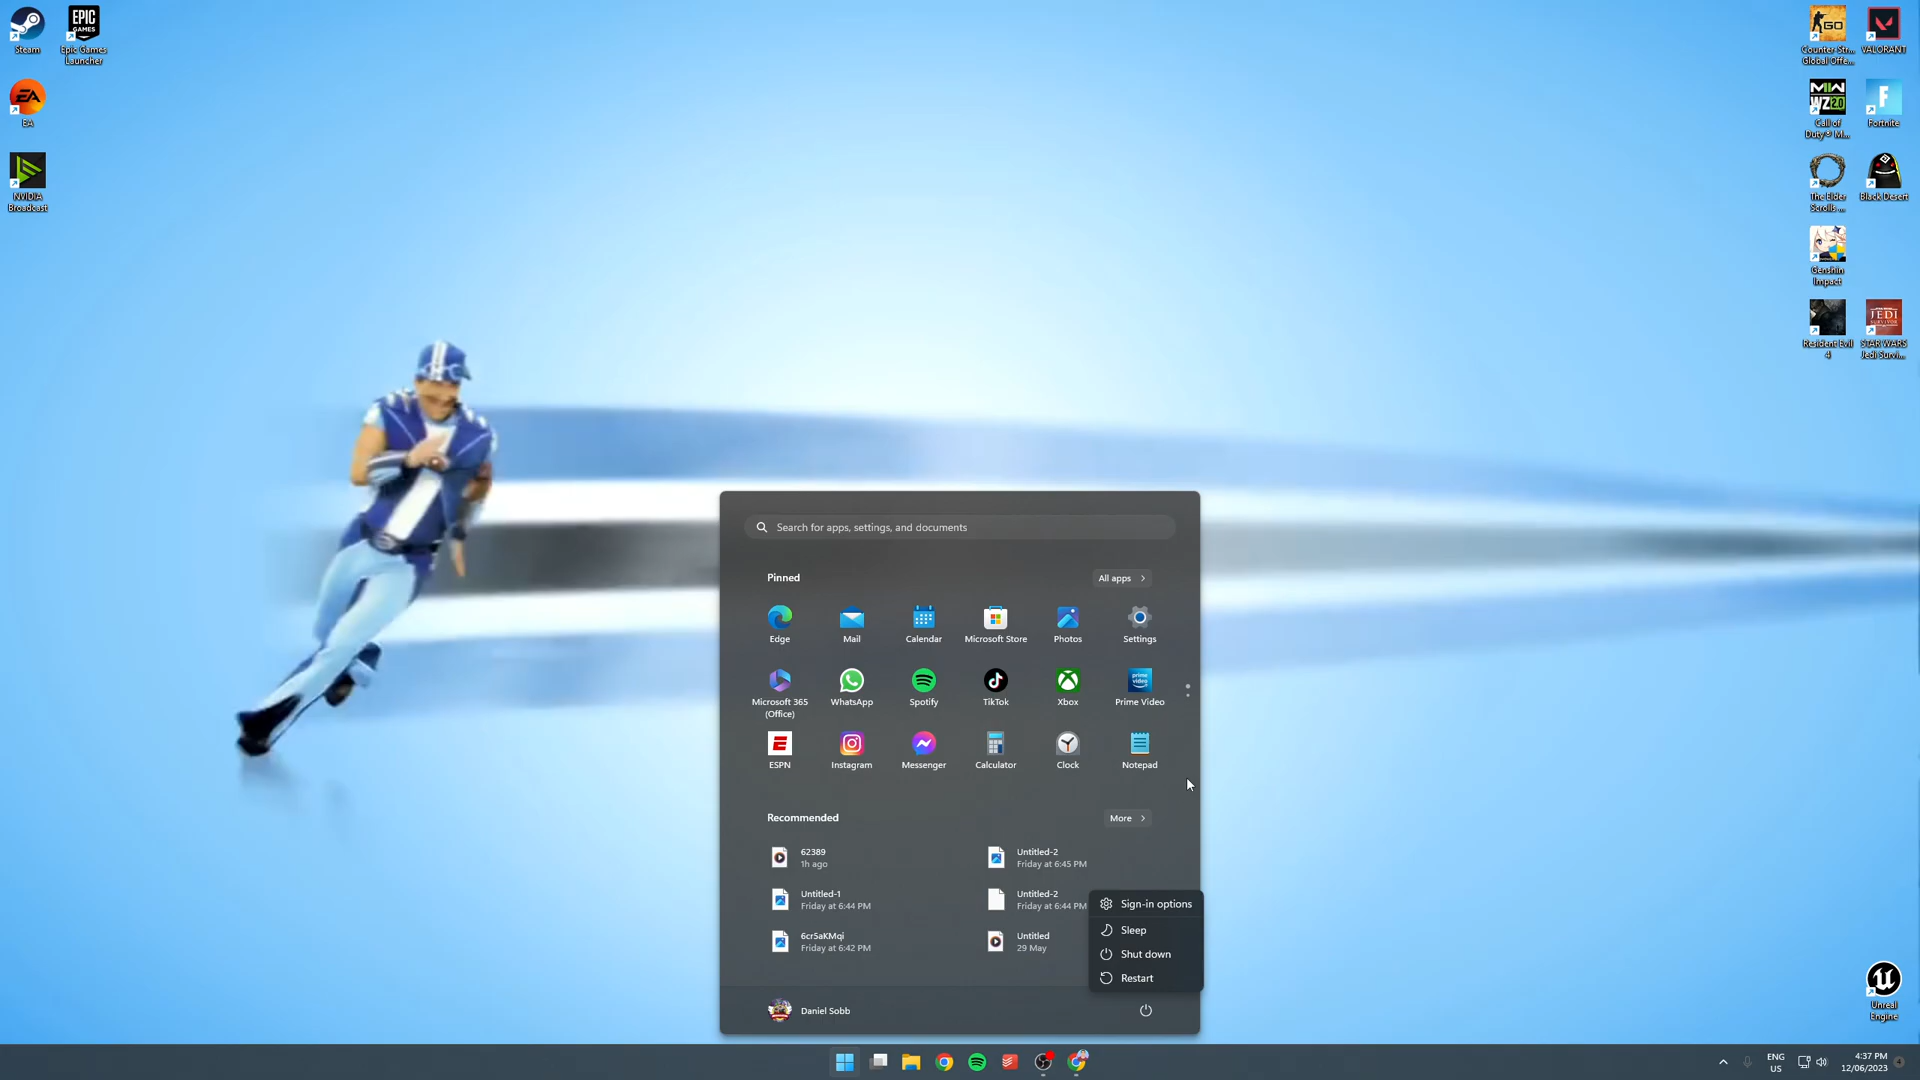 Steam
Epic Games
Launcher
EA
NVIDIA
Broadcast
Counter-Str...
Global Offe...
VALORANT
Call of
Duty® M...
Fortnite
The Elder
Scrolls ...
Black Desert
Genshin
Impact
Resident Evil
4
STAR WARS
Jedi Survi...
Unreal
Engine
Search for apps, settings, and documents
Pinned
All apps
Edge
Mail
Calendar
Microsoft Store
Photos
Settings
Microsoft 365
(Office)
WhatsApp
Spotify
TikTok
Xbox
Prime Video
ESPN
Instagram
Messenger
Calculator
Clock
Notepad
Recommended
More
62389
1h ago
Untitled-2
Friday at 6:45 PM
Untitled-1
Friday at 6:44 PM
Untitled-2
Friday at 6:44 PM
6cr5aKMqi
Friday at 6:42 PM
Untitled
29 May
Sign-in options
Sleep
Shut down
Restart
Daniel Sobb
ENG
US
4:37 PM
12/06/2023